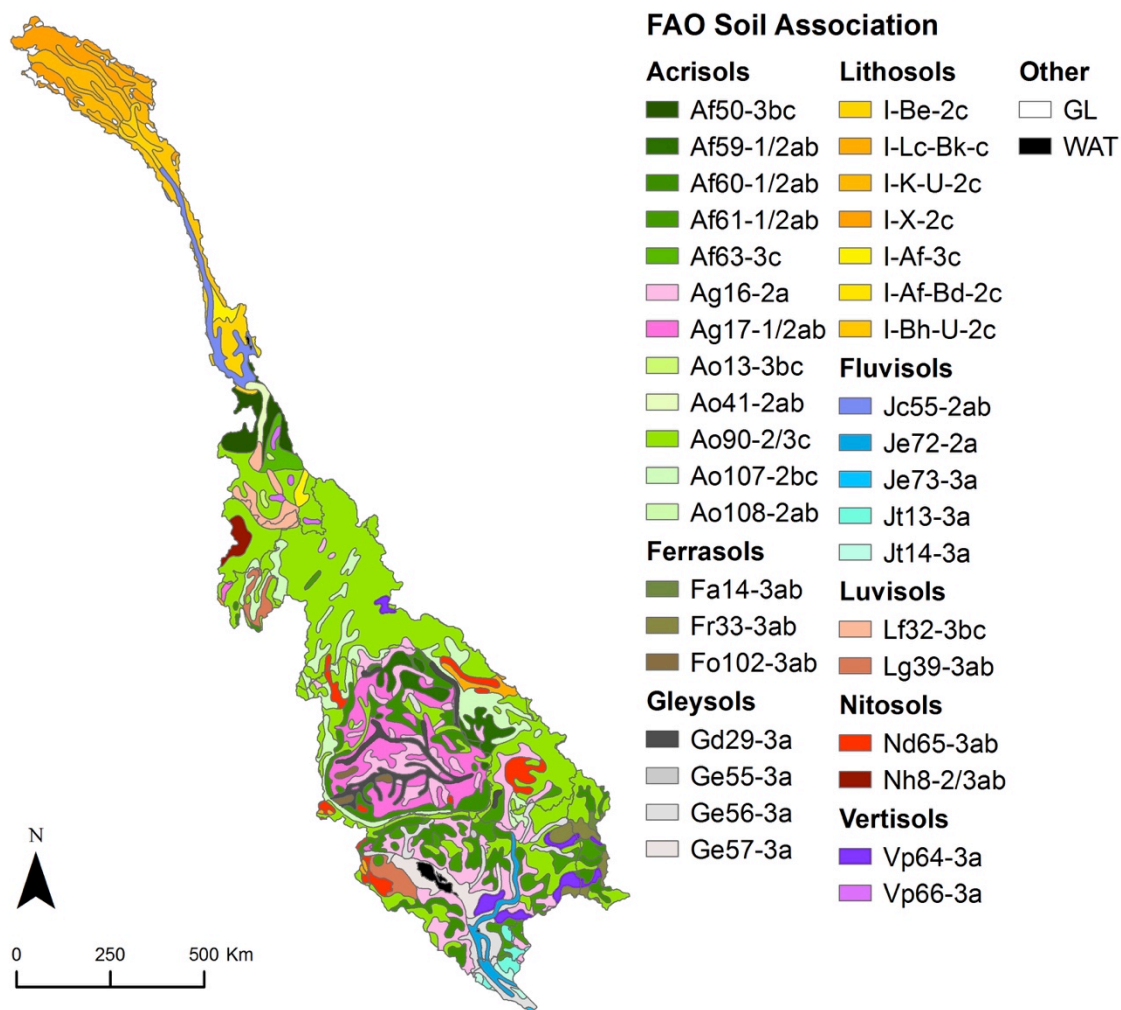 FAO Soil Association
Acrisols
Af50-3bc
Af59-1/2ab
Af60-1/2ab
Af61-1/2ab
Af63-3c
Ag16-2a
Ag17-1/2ab
Ao13-3bc
Ao41-2ab
Ao90-2/3c
Ao107-2bc
Ao108-2ab
Ferrasols
Fa14-3ab
Fr33-3ab
Fo102-3ab
Gleysols
Gd29-3a
Ge55-3a
Ge56-3a
Ge57-3a
Lithosols
I-Be-2c
I-Lc-Bk-c
I-K-U-2c
I-X-2c
I-Af-3c
I-Af-Bd-2c
I-Bh-U-2c
Fluvisols
Jc55-2ab
Je72-2a
Je73-3a
Jt13-3a
Jt14-3a
Luvisols
Lf32-3bc
Lg39-3ab
Nitosols
Nd65-3ab
Nh8-2/3ab
Vertisols
Vp64-3a
Vp66-3a
Other
GL
WAT
N
0 250 500 Km